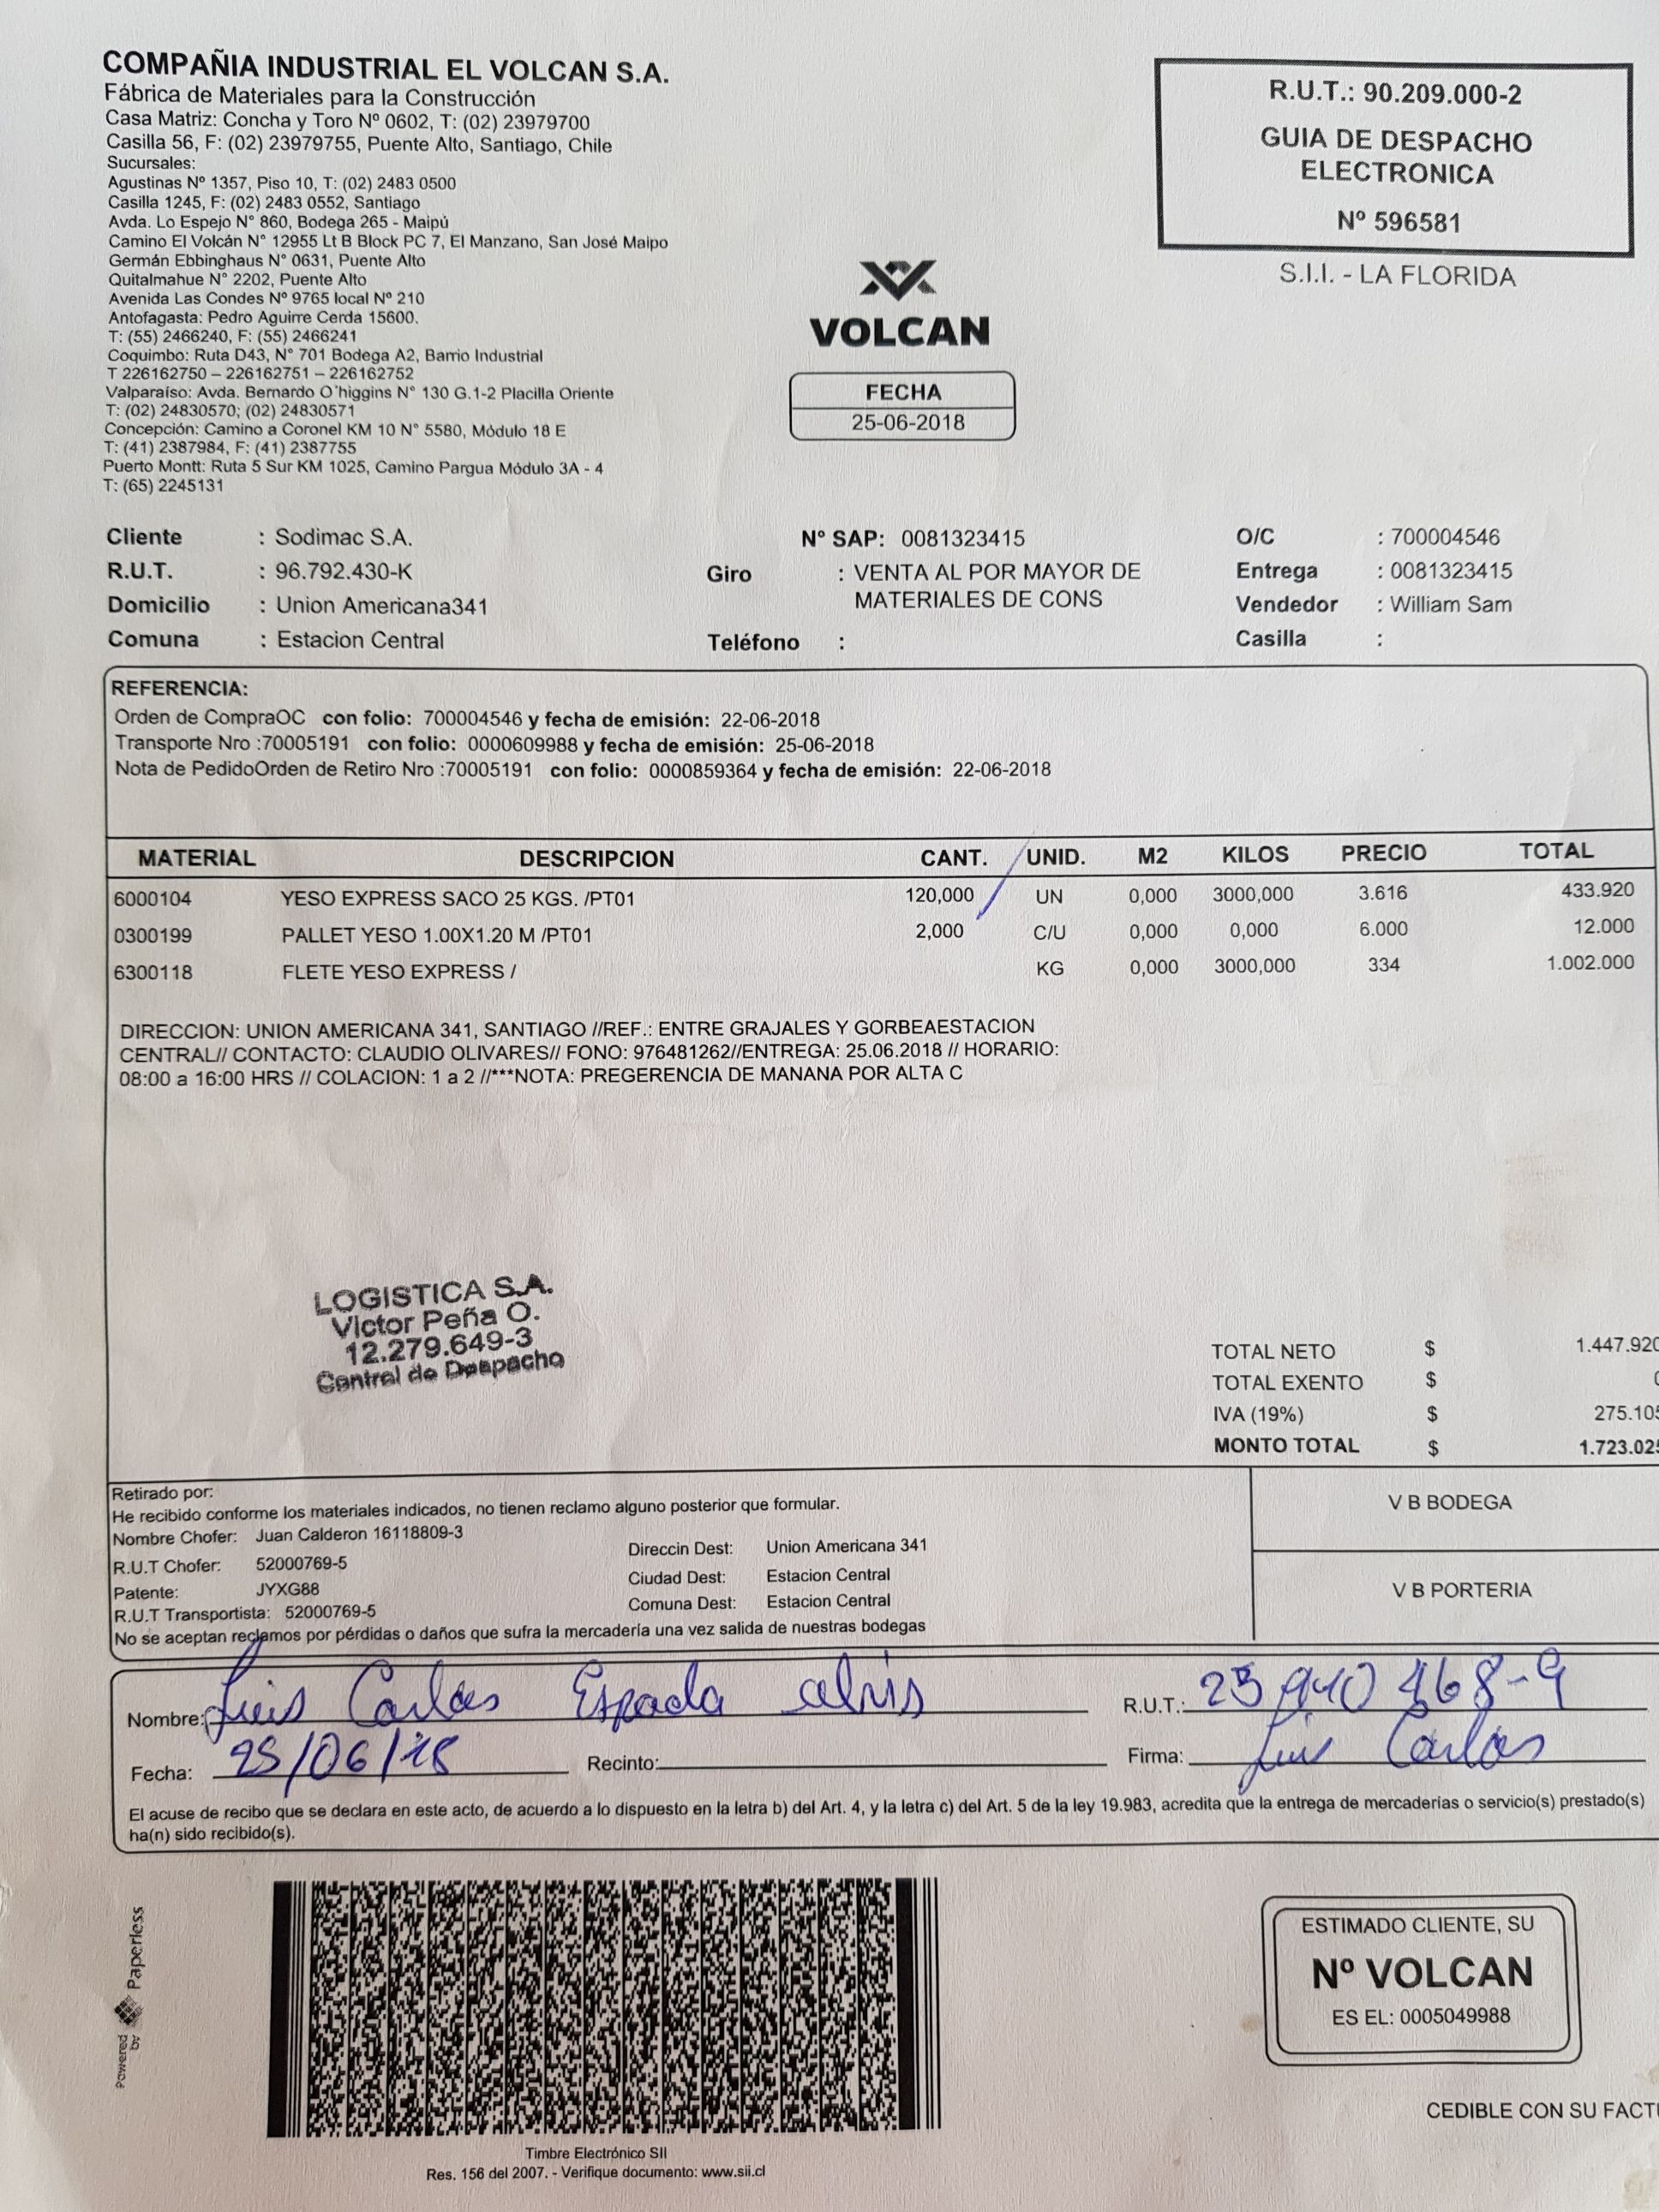 COMPAÑIA INDUSTRIAL EL VOLCAN S.A.
Fábrica de Materiales para la Construcción
Casa Matriz: Concha y Toro Nº 0602, T: (02) 23979700
Casilla 56, F: (02) 23979755, Puente Alto, Santiago, Chile
Sucursales:
Agustinas Nº 1357, Piso 10, T: (02) 2483 0500
Casilla 1245, F: (02) 2483 0552, Santiago
Avda. Lo Espejo N° 860, Bodega 265 - Maipú
Camino El Volcán N° 12955 Lt B Block PC 7, El Manzano, San José Maipo
Germán Ebbinghaus N° 0631, Puente Alto
Quitalmahue N° 2202, Puente Alto
Avenida Las Condes Nº 9765 local Nº 210
Antofagasta: Pedro Aguirre Cerda 15600.
T: (55) 2466240, F: (55) 2466241
Coquimbo: Ruta D43, N° 701 Bodega A2, Barrio Industrial
T 226162750 – 226162751 – 226162752
Valparaíso: Avda. Bernardo O´higgins N° 130 G.1-2 Placilla Oriente
T: (02) 24830570; (02) 24830571
Concepción: Camino a Coronel KM 10 N° 5580, Módulo 18 E
T: (41) 2387984, F: (41) 2387755
Puerto Montt: Ruta 5 Sur KM 1025, Camino Pargua Módulo 3A - 4
T: (65) 2245131
VOLCAN
FECHA
25-06-2018
R.U.T.: 90.209.000-2
GUIA DE DESPACHO
ELECTRONICA
Nº 596581
S.I.I. - LA FLORIDA
Cliente : Sodimac S.A. N° SAP: 0081323415 O/C : 700004546
R.U.T. : 96.792.430-K Giro : VENTA AL POR MAYOR DE Entrega : 0081323415
MATERIALES DE CONS
Domicilio : Union Americana341 Vendedor : William Sam
Comuna : Estacion Central Teléfono : Casilla :
REFERENCIA:
Orden de CompraOC con folio: 700004546 y fecha de emisión: 22-06-2018
Transporte Nro :70005191 con folio: 0000609988 y fecha de emisión: 25-06-2018
Nota de PedidoOrden de Retiro Nro :70005191 con folio: 0000859364 y fecha de emisión: 22-06-2018
MATERIAL DESCRIPCION CANT. UNID. M2 KILOS PRECIO TOTAL
6000104 YESO EXPRESS SACO 25 KGS. /PT01 120,000 UN 0,000 3000,000 3.616 433.920
0300199 PALLET YESO 1.00X1.20 M /PT01 2,000 C/U 0,000 0,000 6.000 12.000
6300118 FLETE YESO EXPRESS / KG 0,000 3000,000 334 1.002.000
DIRECCION: UNION AMERICANA 341, SANTIAGO //REF.: ENTRE GRAJALES Y GORBEAESTACION
CENTRAL// CONTACTO: CLAUDIO OLIVARES// FONO: 976481262//ENTREGA: 25.06.2018 // HORARIO:
08:00 a 16:00 HRS // COLACION: 1 a 2 //***NOTA: PREGERENCIA DE MANANA POR ALTA C
LOGISTICA S.A.
Victor Peña O.
12.279.649-3
Central de Despacho
TOTAL NETO $ 1.447.920
TOTAL EXENTO $ 0
IVA (19%) $ 275.105
MONTO TOTAL $ 1.723.025
Retirado por:
He recibido conforme los materiales indicados, no tienen reclamo alguno posterior que formular.
Nombre Chofer: Juan Calderon 16118809-3
R.U.T Chofer: 52000769-5
Patente: JYXG88
R.U.T Transportista: 52000769-5
Direccin Dest: Union Americana 341
Ciudad Dest: Estacion Central
Comuna Dest: Estacion Central
No se aceptan reclamos por pérdidas o daños que sufra la mercadería una vez salida de nuestras bodegas
V B BODEGA
V B PORTERIA
Nombre: Luis Carlos Espada R.U.T.:
Fecha: 25/06/18 Recinto: Firma: Luis Carlos
El acuse de recibo que se declara en este acto, de acuerdo a lo dispuesto en la letra b) del Art. 4, y la letra c) del Art. 5 de la ley 19.983, acredita que la entrega de mercaderías o servicio(s) prestado(s)
ha(n) sido recibido(s).
Powered by Paperless
Timbre Electrónico SII
Res. 156 del 2007. - Verifique documento: www.sii.cl
ESTIMADO CLIENTE, SU
Nº VOLCAN
ES EL: 0005049988
CEDIBLE CON SU FACT